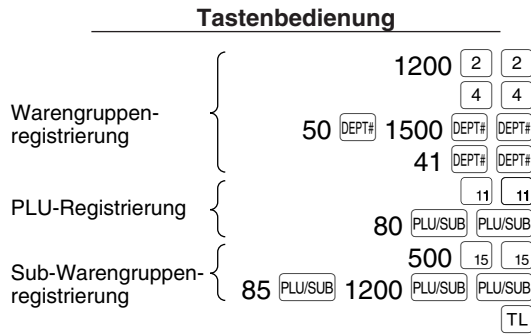 Tastenbedienung
1200 2 2
4 4
Warengruppen-
registrierung
50 DEPT# 1500 DEPT# DEPT#
41 DEPT# DEPT#
PLU-Registrierung
11 11
80 PLU/SUB PLU/SUB
500 15 15
Sub-Warengruppen-
registrierung
85 PLU/SUB 1200 PLU/SUB PLU/SUB
TL